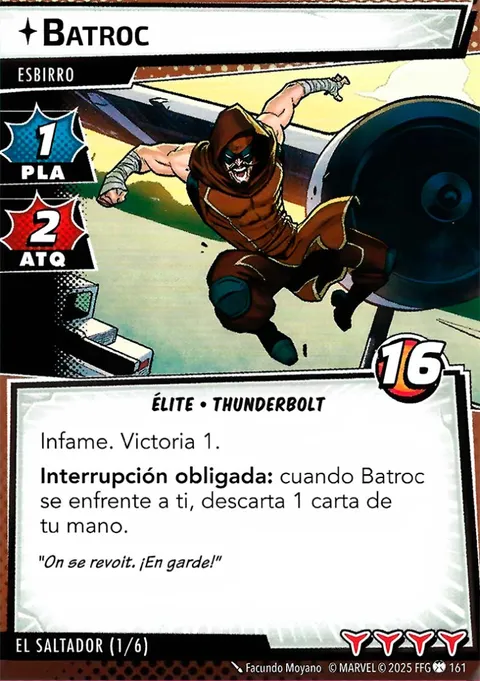 BATROC
ESBIRRO
1
PLA
2
ATQ
16
ÉLITE • THUNDERBOLT
Infame. Victoria 1.
Interrupción obligada: cuando Batroc
se enfrente a ti, descarta 1 carta de
tu mano.
"On se revoit. ¡En garde!"
EL SALTADOR (1/6)
Facundo Moyano © MARVEL © 2025 FFG 161